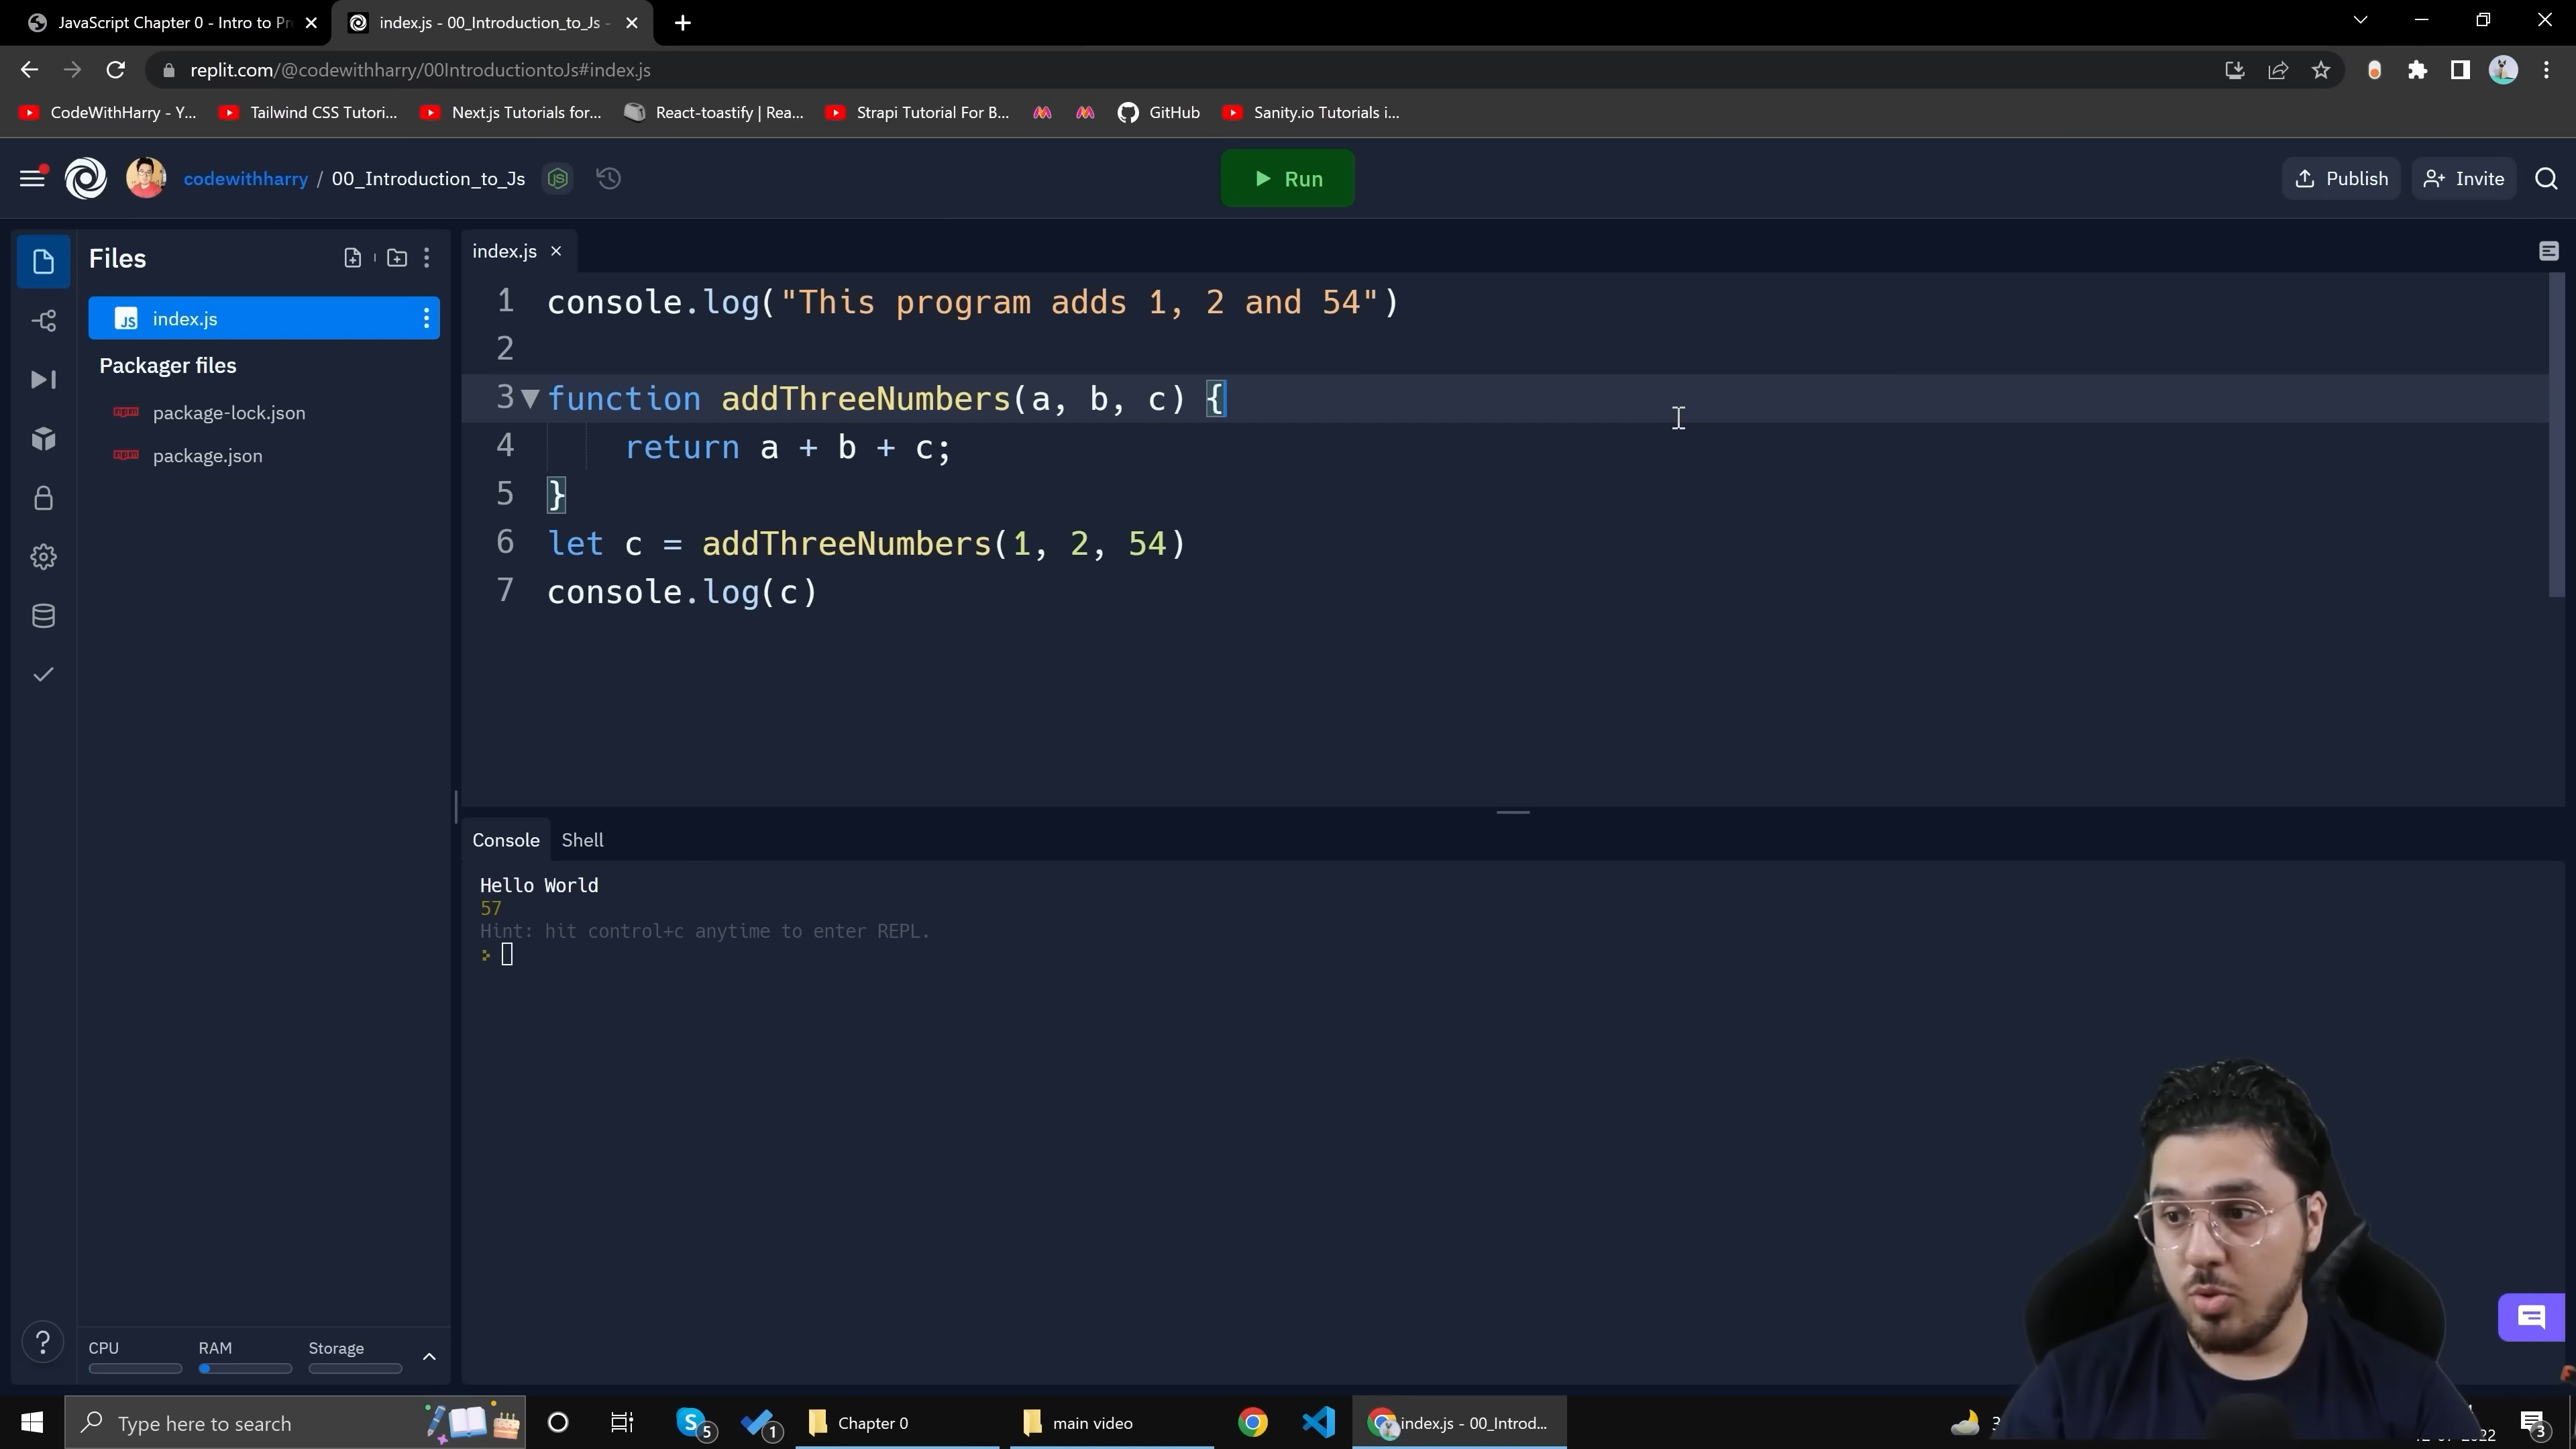 JavaScript Chapter 0 - Intro to Pr
index.js - 00_Introduction_to_Js -
replit.com/@codewithharry/00IntroductiontoJs#index.js
CodeWithHarry - Y...
Tailwind CSS Tutori...
Next.js Tutorials for...
React-toastify | Rea...
Strapi Tutorial For B...
GitHub
Sanity.io Tutorials i...
codewithharry / 00_Introduction_to_Js
Run
Publish
Invite
Files
index.js
Packager files
package-lock.json
package.json
index.js
1 console.log("This program adds 1, 2 and 54")
2
3 function addThreeNumbers(a, b, c) {
4 return a + b + c;
5 }
6 let c = addThreeNumbers(1, 2, 54)
7 console.log(c)
Console
Shell
Hello World
57
Hint: hit control+c anytime to enter REPL.
CPU
RAM
Storage
Type here to search
5
1
Chapter 0
main video
index.js - 00_Introd...
3